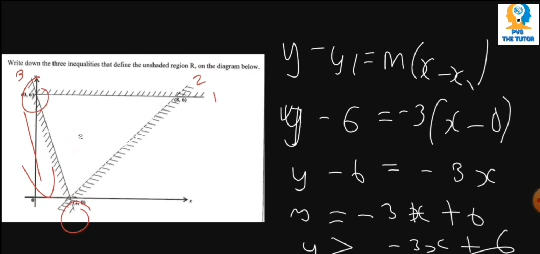 PVS
THE TUTOR
Write down the three inequalities that define the unshaded region R, on the diagram below.
3
2
1
x
y - y1 = m(x - x1)
y - 6 = -3(x - 0)
y - 6 = -3x
y = -3x + 6
y > -3x + 6